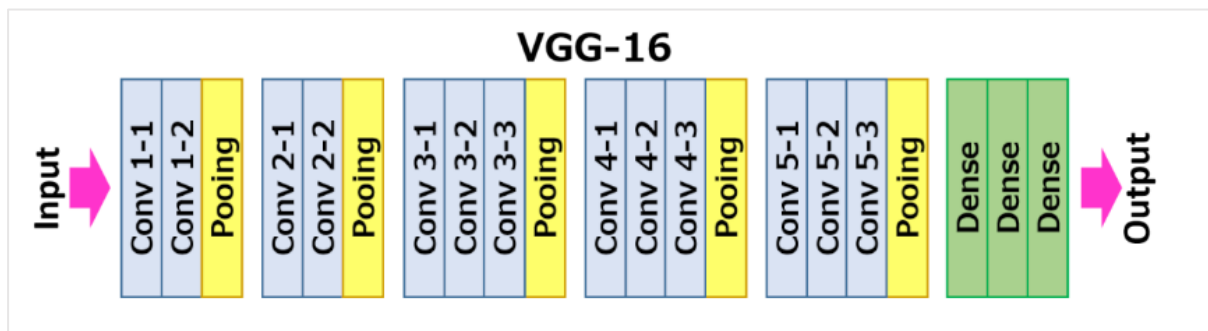 VGG-16
Input
Conv 1-1
Conv 1-2
Pooing
Conv 2-1
Conv 2-2
Pooing
Conv 3-1
Conv 3-2
Conv 3-3
Pooing
Conv 4-1
Conv 4-2
Conv 4-3
Pooing
Conv 5-1
Conv 5-2
Conv 5-3
Pooing
Dense
Dense
Dense
Output